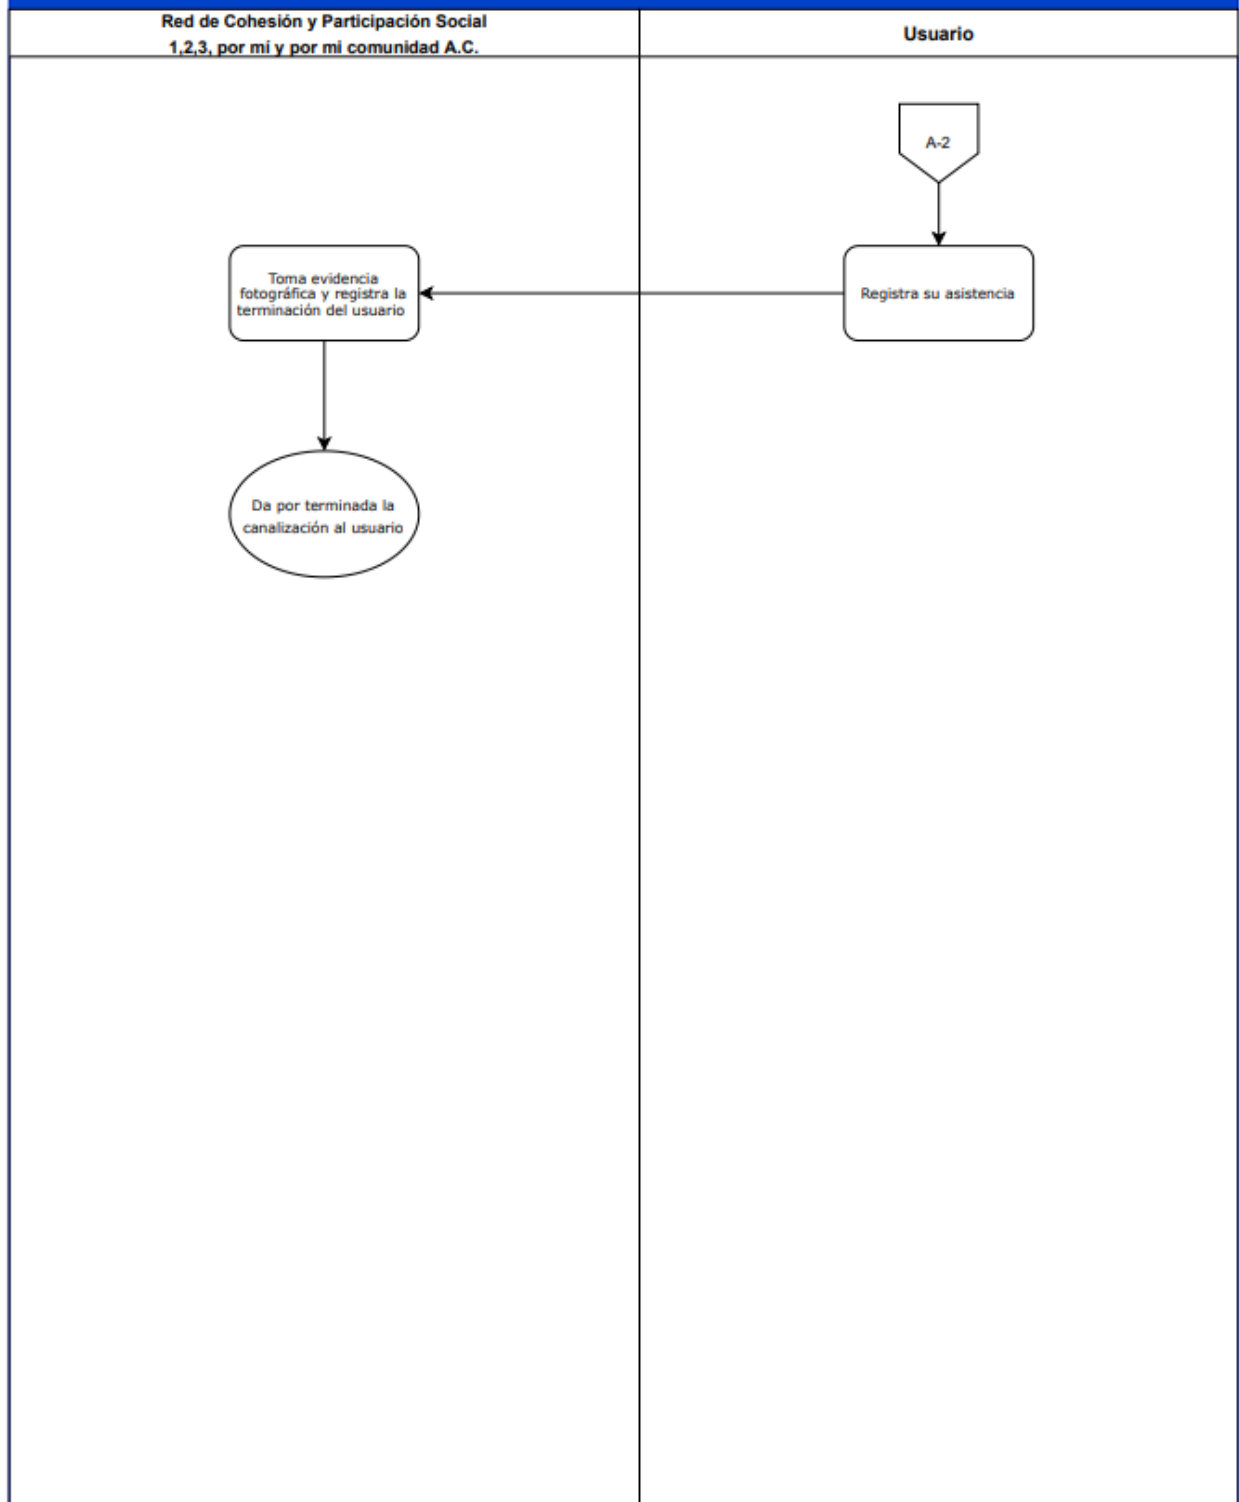 Red de Cohesión y Participación Social
1,2,3, por mí y por mi comunidad A.C.
Usuario
A-2
Toma evidencia
fotográfica y registra la
terminación del usuario
Registra su asistencia
Da por terminada la
canalización al usuario